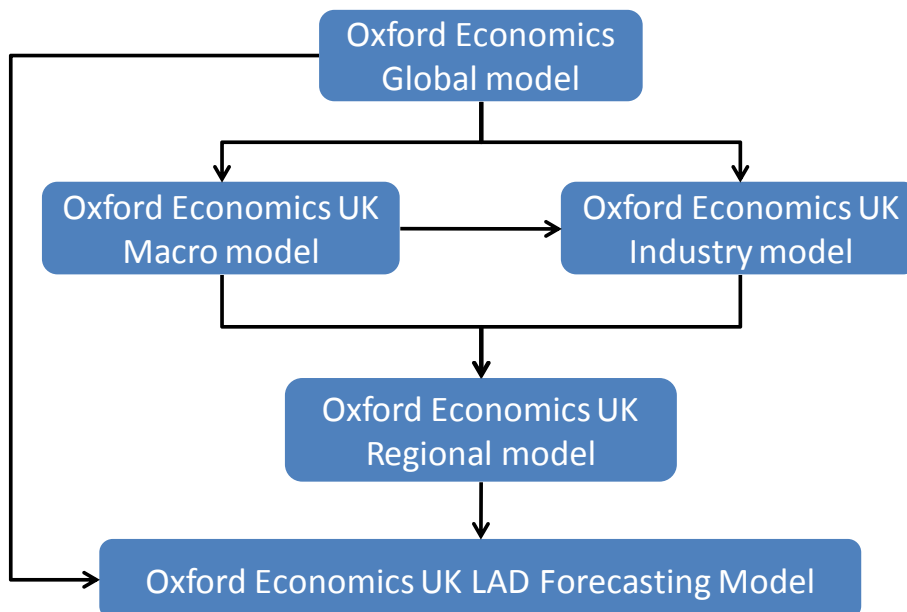 Oxford Economics
Global model
Oxford Economics UK
Macro model
Oxford Economics UK
Industry model
Oxford Economics UK
Regional model
Oxford Economics UK LAD Forecasting Model